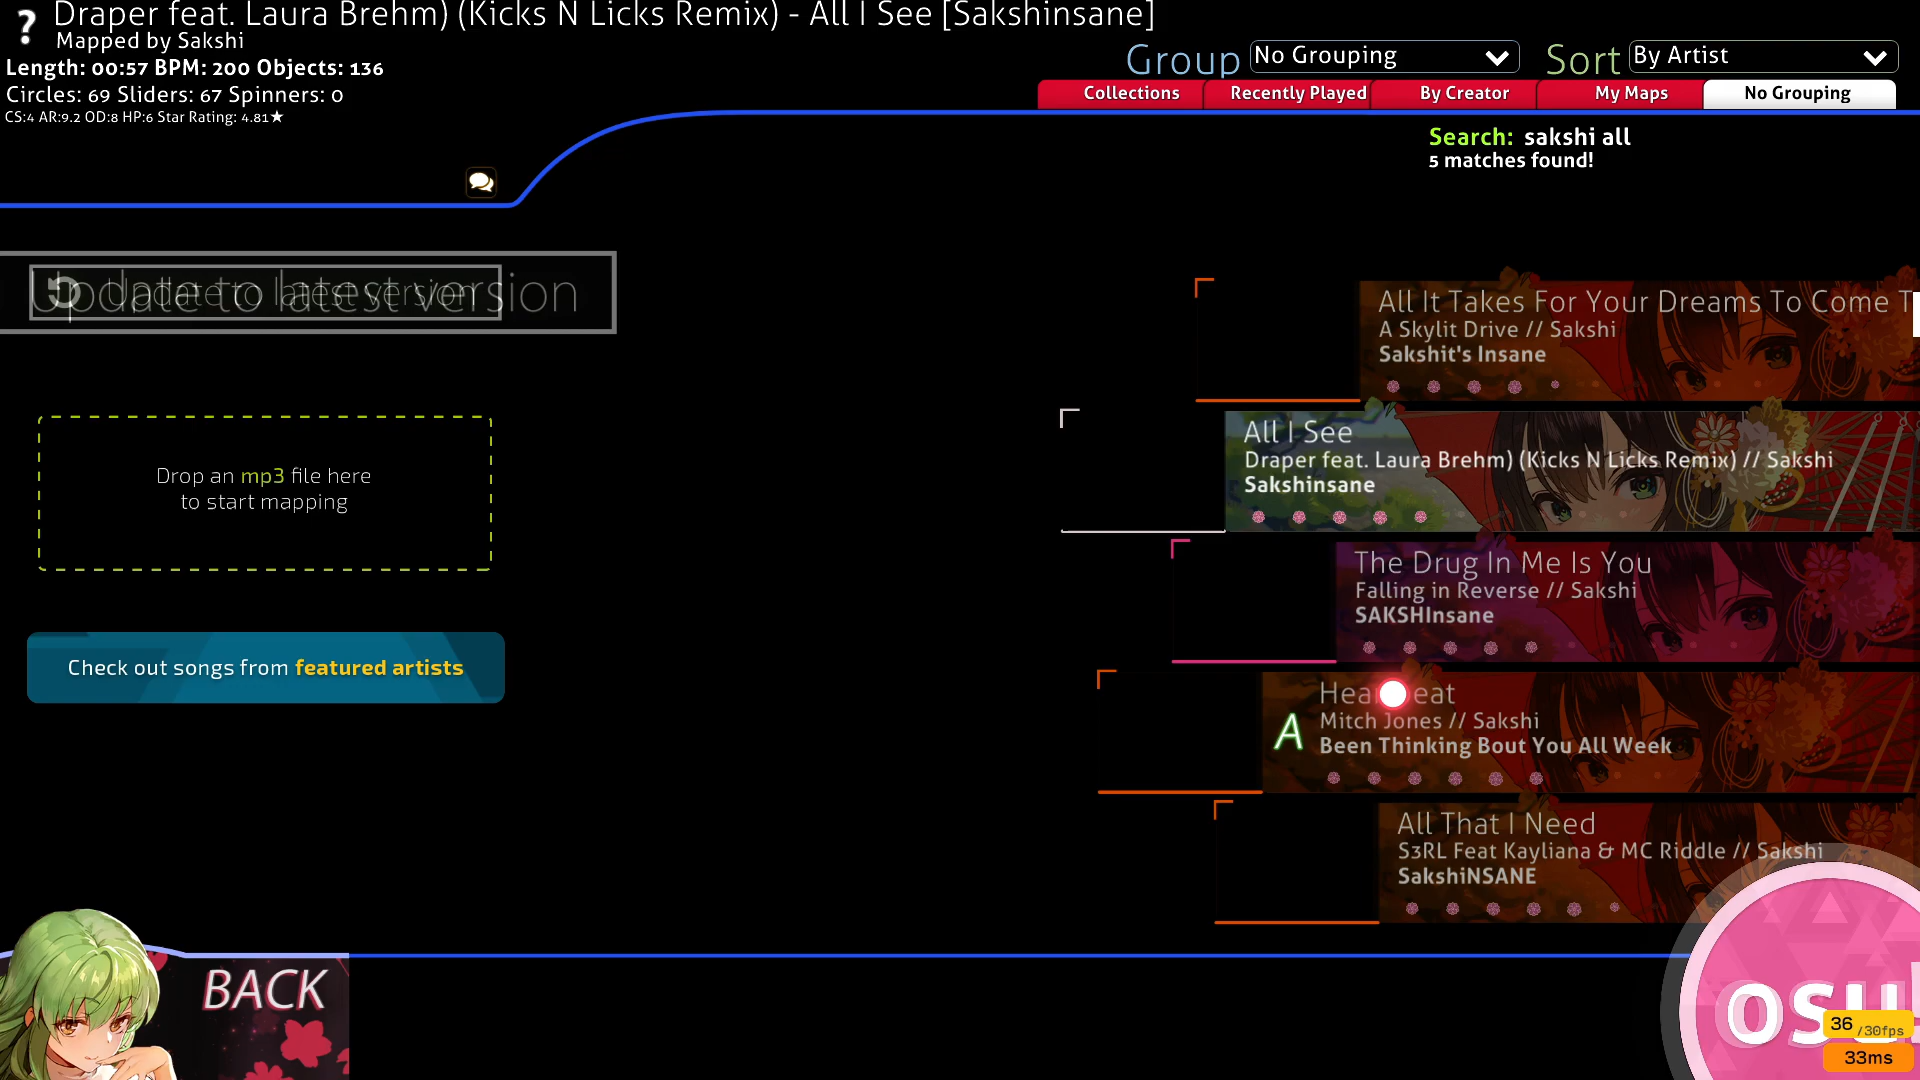 Draper feat. Laura Brehm) (Kicks N Licks Remix) - All I See [Sakshinsane]
?
Mapped by Sakshi
Length: 00:57 BPM: 200 Objects: 136
Circles: 69 Sliders: 67 Spinners: 0
CS:4 AR:9.2 OD:8 HP:6 Star Rating: 4.81★
Group No Grouping
Sort By Artist
Collections
Recently Played
By Creator
My Maps
No Grouping
Search: sakshi all
5 matches found!
Update to latest version
Update to latest version
Drop an mp3 file here
to start mapping
Check out songs from featured artists
All It Takes For Your Dreams To Come T
A Skylit Drive // Sakshi
Sakshit's Insane
All I See
Draper feat. Laura Brehm) (Kicks N Licks Remix) // Sakshi
Sakshinsane
The Drug In Me Is You
Falling in Reverse // Sakshi
SAKSHInsane
A
Mitch Jones // Sakshi
Been Thinking Bout You All Week
All That I Need
S3RL Feat Kayliana & MC Riddle // Sakshi
SakshiNSANE
BACK
osu
36 /30fps
33ms